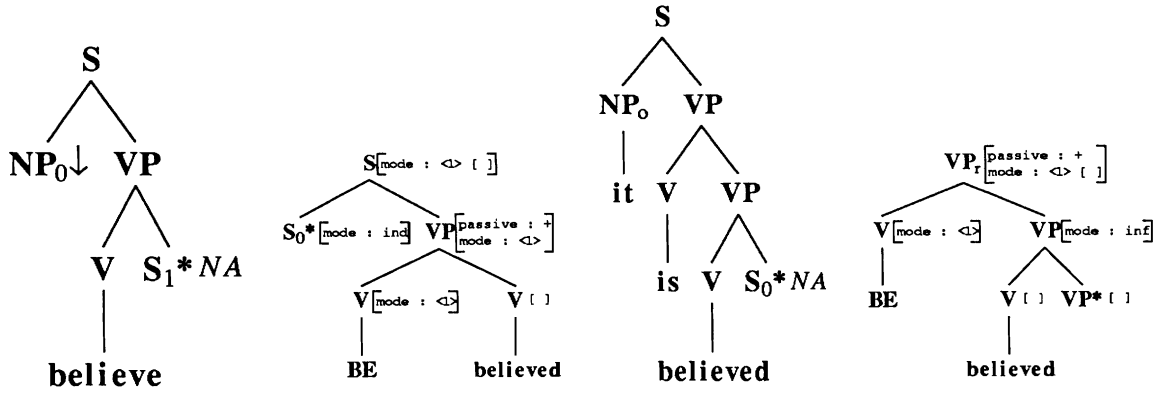 S
NP₀↓ VP
V S₁* NA
believe
S[mode : <1> [ ]]
S₀*[mode : ind] VP[passive : + mode : <1>]
V[mode : <1>] V [ ]
BE believed
S
NPₒ VP
it V VP
is V S₀* NA
believed
VPᵣ[passive : + mode : <1> [ ]]
V[mode : <1>] VP[mode : inf]
BE V [ ] VP* [ ]
believed